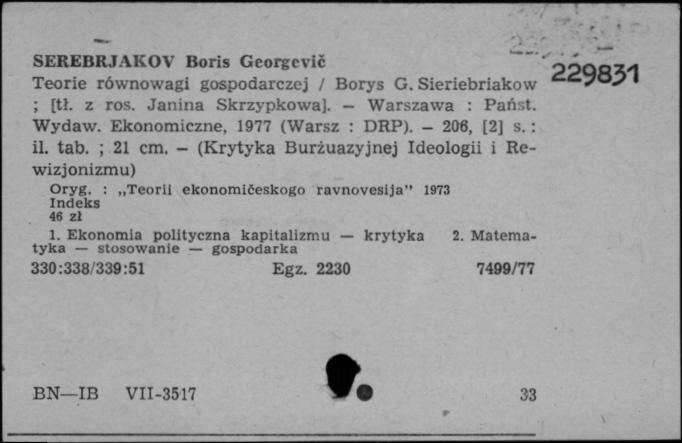 SEREBRJAKOV Boris Georgevič
229831
Teorie równowagi gospodarczej / Borys G. Sieriebriakow
; [tł. z ros. Janina Skrzypkowa]. — Warszawa : Państ.
Wydaw. Ekonomiczne, 1977 (Warsz : DRP). — 206, [2] s. :
il. tab. ; 21 cm. — (Krytyka Burżuazyjnej Ideologii i Re-
wizjonizmu)
Oryg. : „Teorii ekonomičeskogo ravnovesija" 1973
Indeks
46 zł
1. Ekonomia polityczna kapitalizmu — krytyka 2. Matema-
tyka — stosowanie — gospodarka
330:338/339:51 Egz. 2230 7499/77
BN—IB VII-3517 33